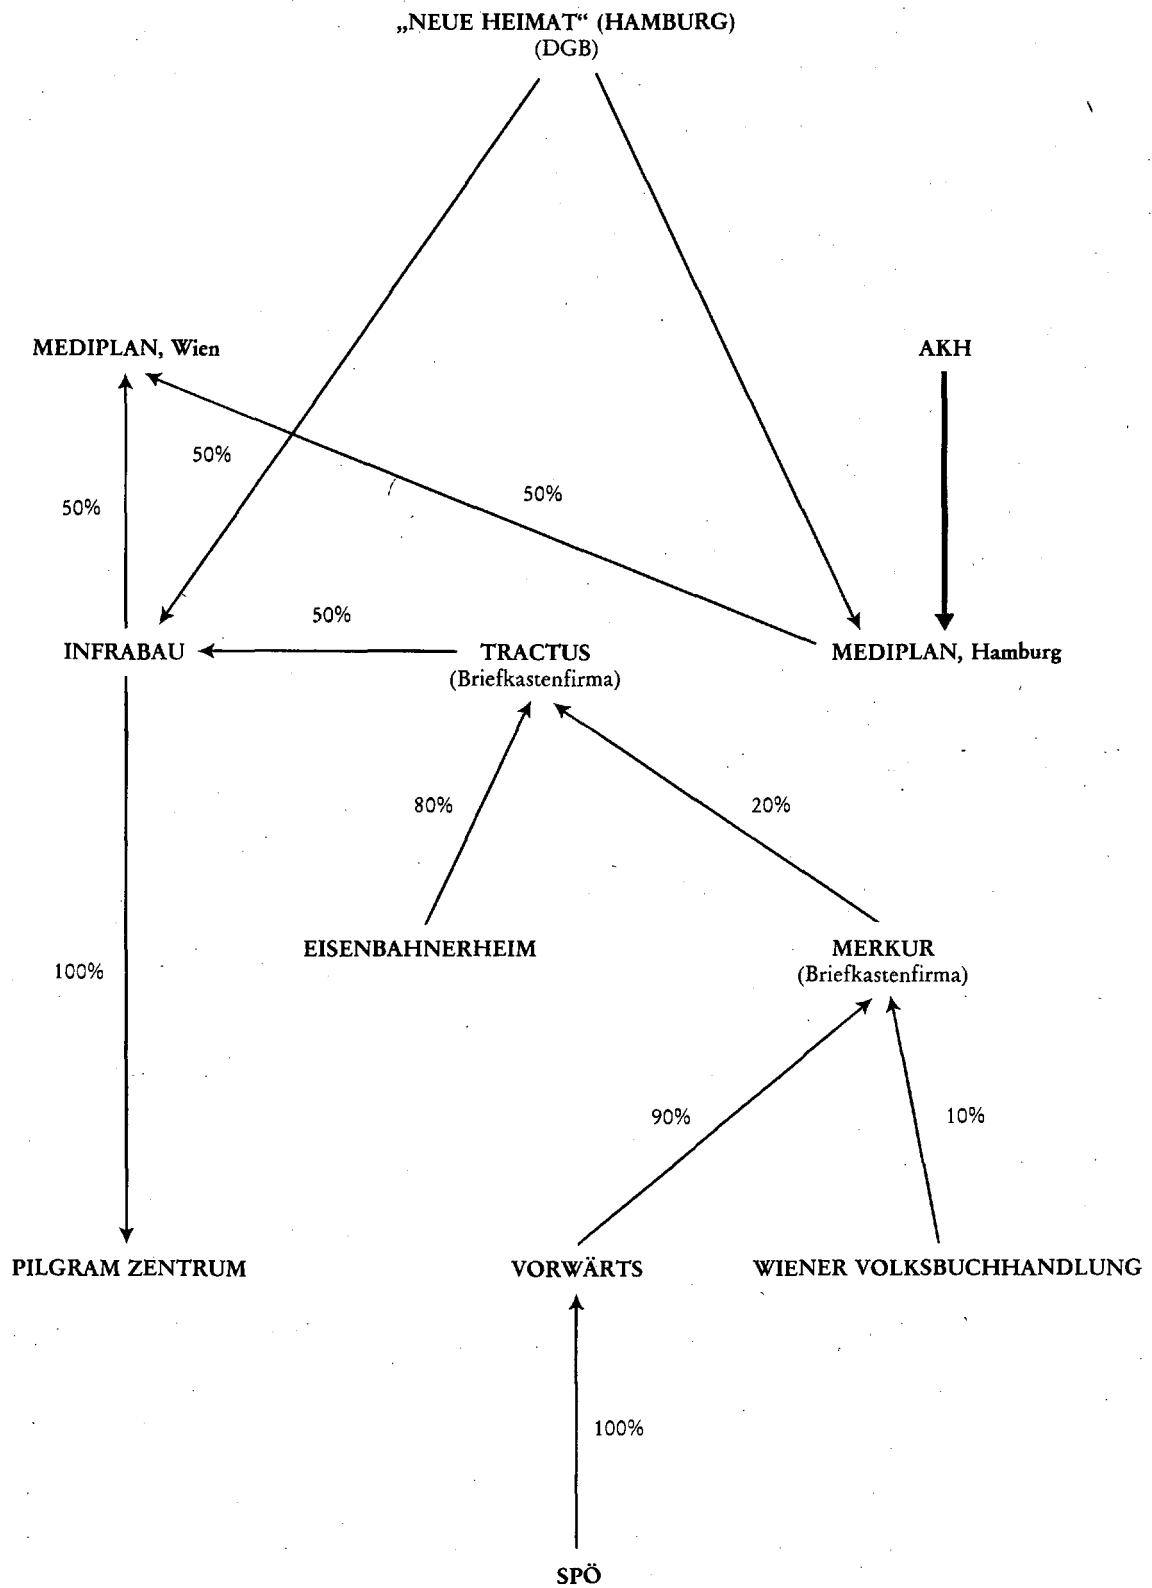 „NEUE HEIMAT“ (HAMBURG)
(DGB)
MEDIPLAN, Wien
AKH
50%
50%
50%
50%
INFRABAU
TRACTUS
(Briefkastenfirma)
MEDIPLAN, Hamburg
80%
20%
EISENBAHNERHEIM
MERKUR
(Briefkastenfirma)
100%
90%
10%
PILGRAM ZENTRUM
VORWÄRTS
WIENER VOLKSBUCHHANDLUNG
100%
SPÖ